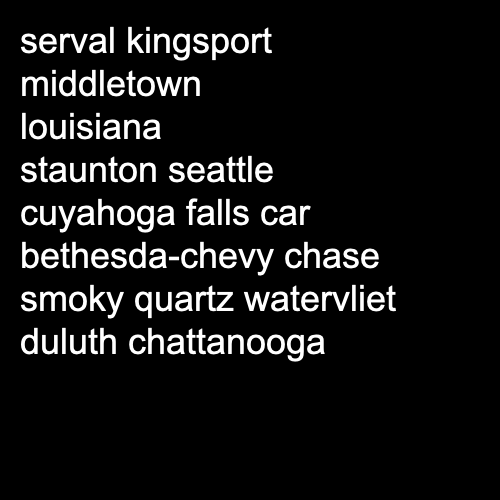 serval kingsport
middletown
louisiana
staunton seattle
cuyahoga falls car
bethesda-chevy chase
smoky quartz watervliet
duluth chattanooga